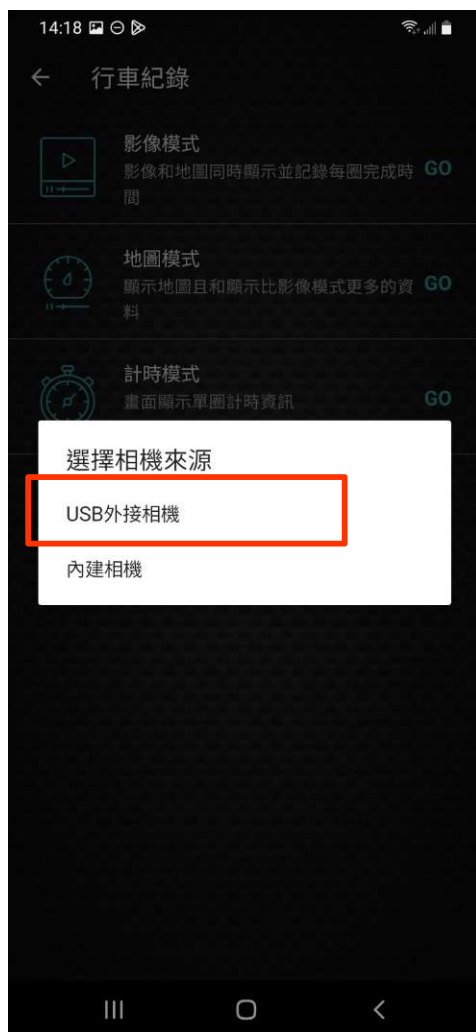 14:18
行車紀錄
影像模式
影像和地圖同時顯示並記錄每圈完成時 GO
間
地圖模式
顯示地圖且和顯示比影像模式更多的資 GO
料
計時模式
畫面顯示單圈計時資訊 GO
選擇相機來源
USB外接相機
內建相機